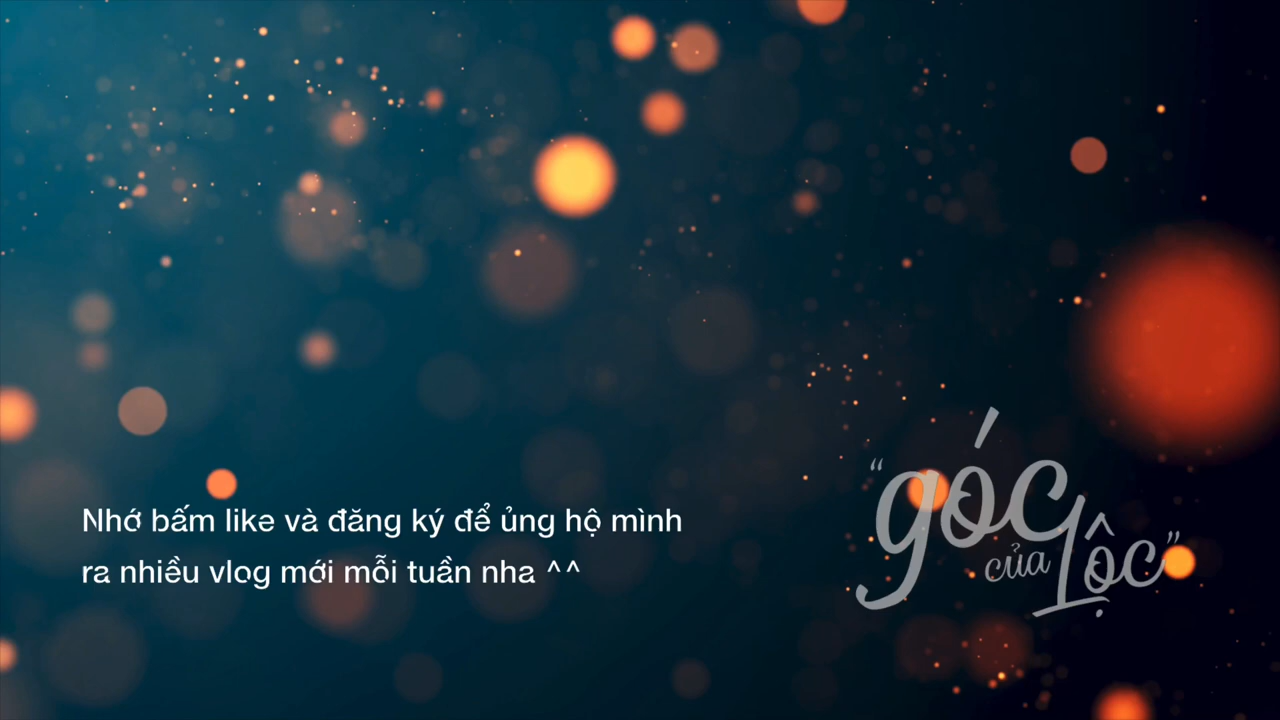 Nhớ bấm like và đăng ký để ủng hộ mình
ra nhiều vlog mới mỗi tuần nha ^^
“góc
của Lộc”